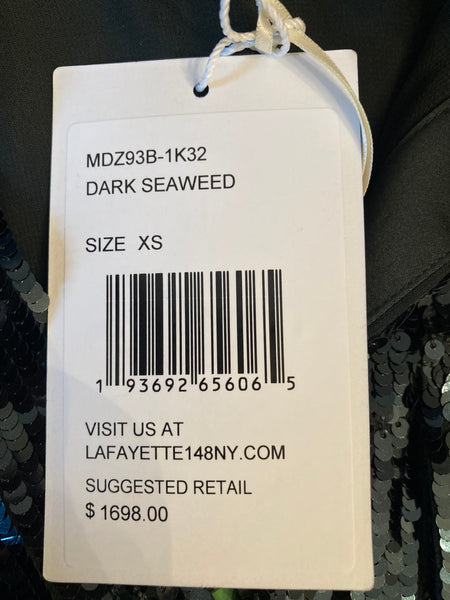 MDZ93B-1K32
DARK SEAWEED
SIZE XS
1 93692 65606 5
VISIT US AT
LAFAYETTE148NY.COM
SUGGESTED RETAIL
$ 1698.00